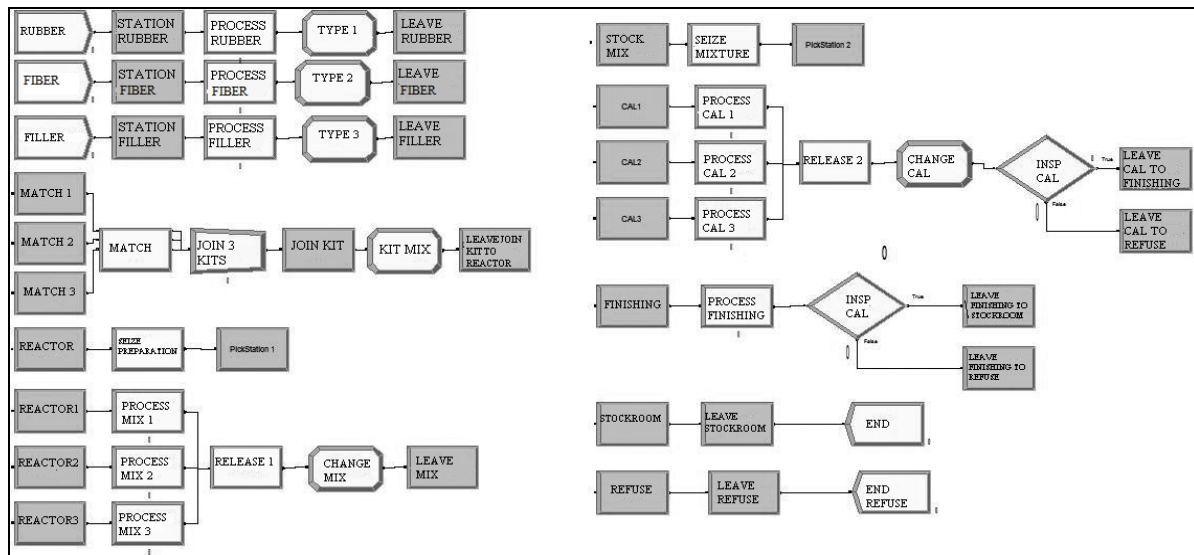 RUBBER
STATION
RUBBER
PROCESS
RUBBER
TYPE 1
LEAVE
RUBBER
FIBER
STATION
FIBER
PROCESS
FIBER
TYPE 2
LEAVE
FIBER
FILLER
STATION
FILLER
PROCESS
FILLER
TYPE 3
LEAVE
FILLER
MATCH 1
MATCH 2
MATCH 3
MATCH
JOIN 3
KITS
JOIN KIT
KIT MIX
LEAVE JOIN
KIT TO
REACTOR
REACTOR
SEIZE
PREPARATION
PickStation 1
REACTOR1
PROCESS
MIX 1
REACTOR2
PROCESS
MIX 2
REACTOR3
PROCESS
MIX 3
RELEASE 1
CHANGE
MIX
LEAVE
MIX
STOCK
MIX
SEIZE
MIXTURE
PickStation 2
CAL1
PROCESS
CAL 1
CAL2
PROCESS
CAL 2
CAL3
PROCESS
CAL 3
RELEASE 2
CHANGE
CAL
INSP
CAL
True
False
LEAVE
CAL TO
FINISHING
LEAVE
CAL TO
REFUSE
FINISHING
PROCESS
FINISHING
INSP
CAL
True
False
LEAVE
FINISHING TO
STOCKROOM
LEAVE
FINISHING TO
REFUSE
STOCKROOM
LEAVE
STOCKROOM
END
REFUSE
LEAVE
REFUSE
END
REFUSE